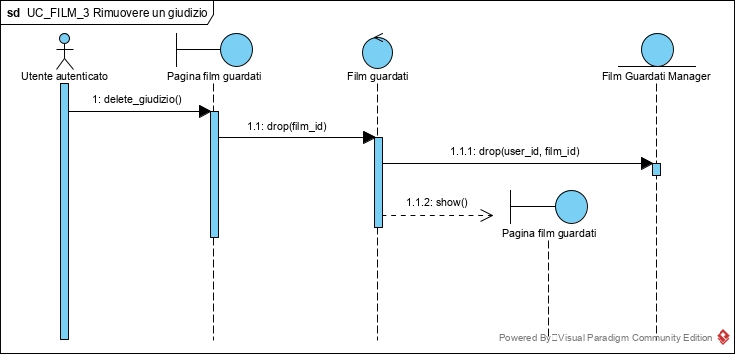 sd UC_FILM_3 Rimuovere un giudizio
Utente autenticato
Pagina film guardati
Film guardati
Film Guardati Manager
1: delete_giudizio()
1.1: drop(film_id)
1.1.1: drop(user_id, film_id)
1.1.2: show()
Pagina film guardati
Powered By Visual Paradigm Community Edition